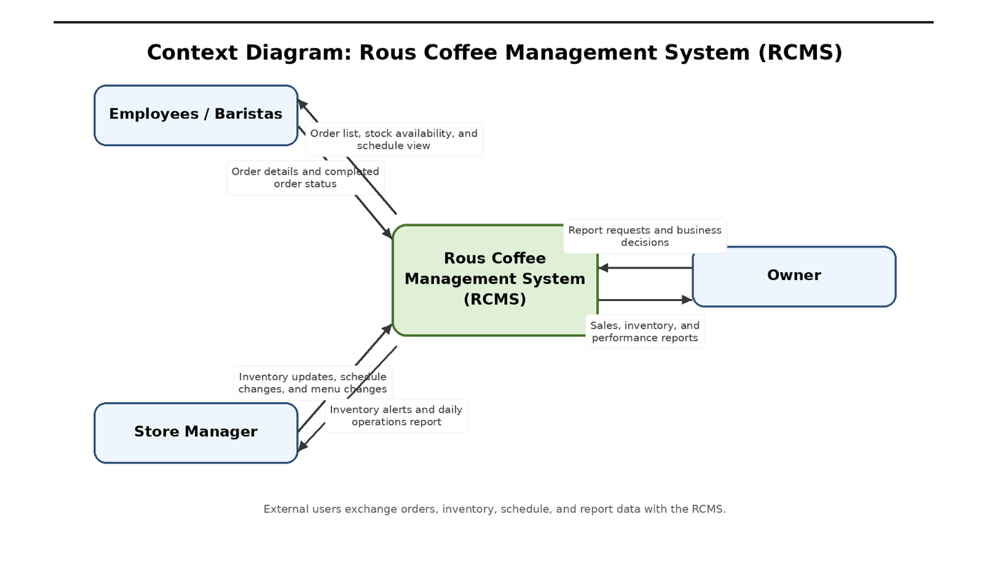 Context Diagram: Rous Coffee Management System (RCMS)
Employees / Baristas
Order list, stock availability, and
schedule view
Order details and completed
order status
Report requests and business
decisions
Rous Coffee
Management System
(RCMS)
Owner
Sales, inventory, and
performance reports
Inventory updates, schedule
changes, and menu changes
Inventory alerts and daily
operations report
Store Manager
External users exchange orders, inventory, schedule, and report data with the RCMS.